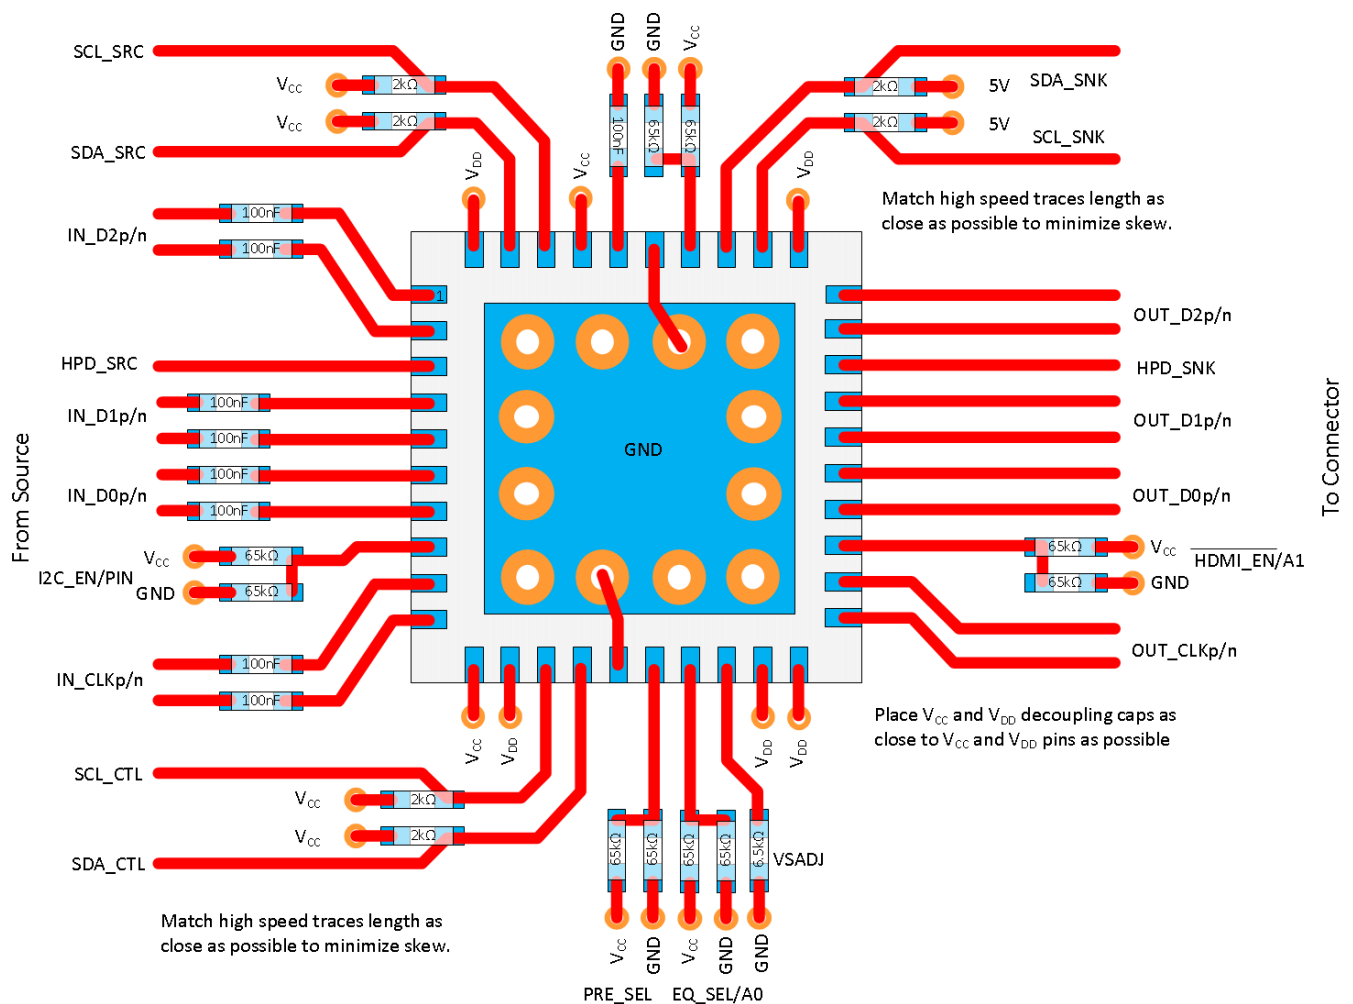 GND
GND
VCC
SCL_SRC
VCC
2kΩ
VCC
2kΩ
SDA_SRC
100nF
65kΩ
65kΩ
2kΩ
5V
SDA_SNK
2kΩ
5V
SCL_SNK
VDD
VCC
VDD
Match high speed traces length as
close as possible to minimize skew.
IN_D2p/n
100nF
100nF
1
OUT_D2p/n
HPD_SRC
HPD_SNK
IN_D1p/n
100nF
100nF
OUT_D1p/n
GND
IN_D0p/n
100nF
100nF
OUT_D0p/n
From Source
To Connector
VCC
65kΩ
I2C_EN/PIN
GND
65kΩ
65kΩ
VCC
HDMI_EN/A1
65kΩ
GND
IN_CLKp/n
100nF
100nF
OUT_CLKp/n
VCC
VDD
VDD
VDD
Place VCC and VDD decoupling caps as
close to VCC and VDD pins as possible
SCL_CTL
VCC
2kΩ
VCC
2kΩ
SDA_CTL
65kΩ
65kΩ
65kΩ
65kΩ
6.5kΩ
VSADJ
Match high speed traces length as
close as possible to minimize skew.
VCC
GND
VCC
GND
GND
PRE_SEL
EQ_SEL/A0